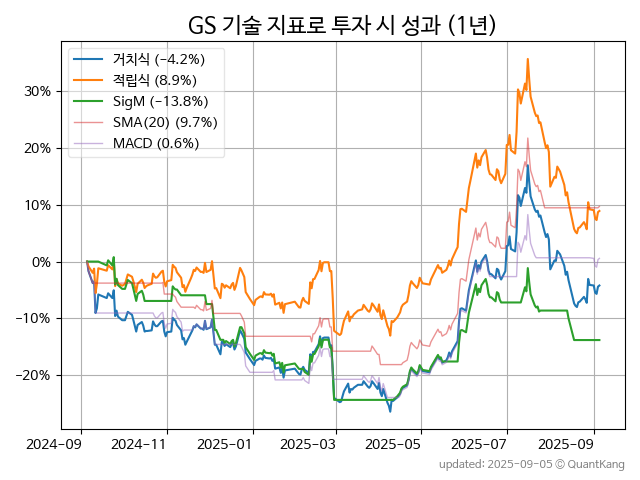 GS 기술 지표로 투자 시 성과 (1년)
거치식 (−4.2%)
적립식 (8.9%)
SigM (−13.8%)
SMA(20) (9.7%)
MACD (0.6%)
30%
20%
10%
0%
−10%
−20%
2024-09 2024-11 2025-01 2025-03 2025-05 2025-07 2025-09
updated: 2025-09-05 © QuantKang